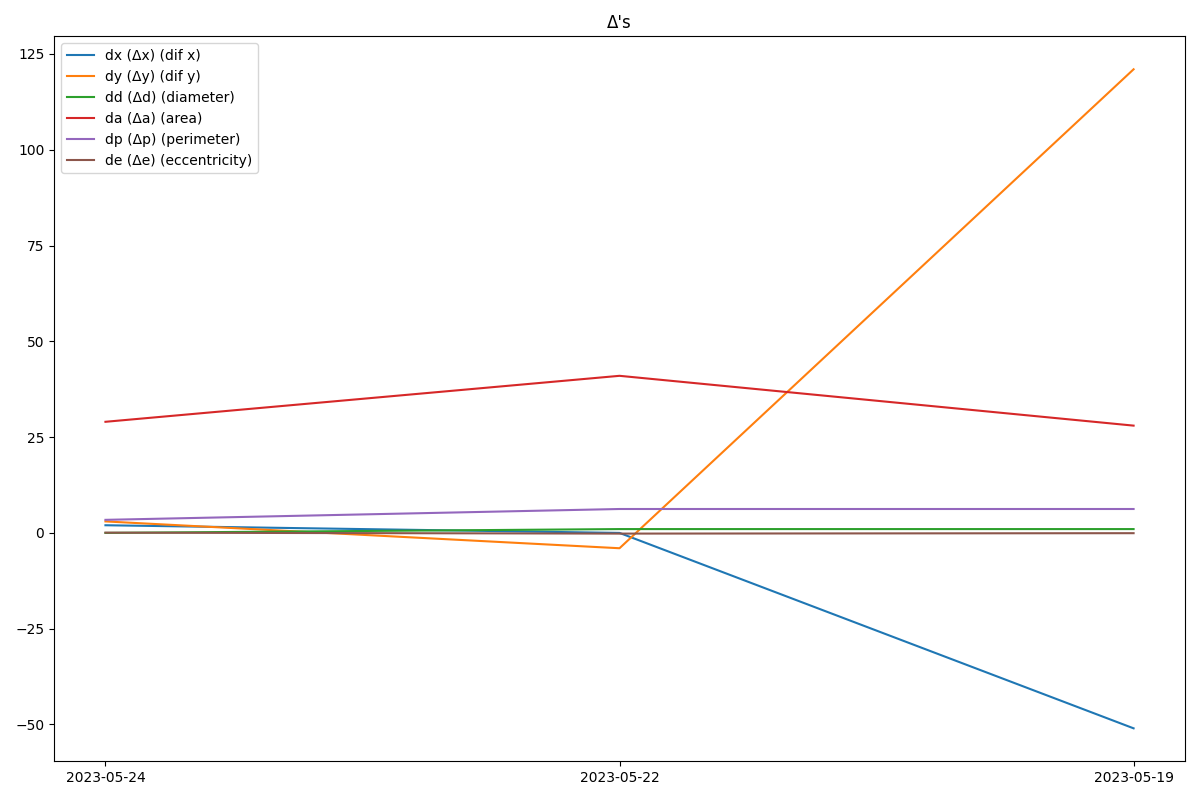 Δ's
dx (Δx) (dif x)
dy (Δy) (dif y)
dd (Δd) (diameter)
da (Δa) (area)
dp (Δp) (perimeter)
de (Δe) (eccentricity)
125
100
75
50
25
0
−25
−50
2023-05-24 2023-05-22 2023-05-19